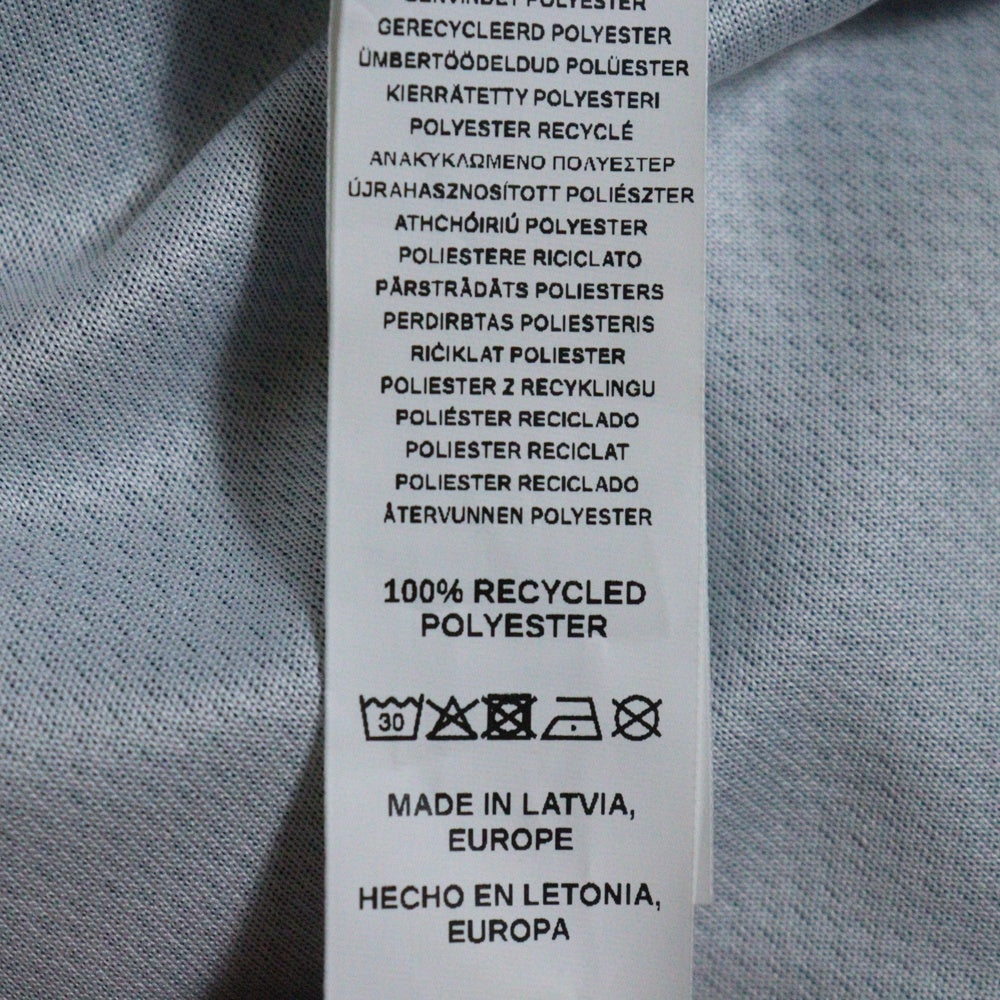 GENVINDET POLYESTER
GERECYCLEERD POLYESTER
ÜMBERTÖÖDELDUD POLÜESTER
KIERRÄTETTY POLYESTERI
POLYESTER RECYCLÉ
ΑΝΑΚΥΚΛΩΜΕΝΟ ΠΟΛΥΕΣΤΕΡ
ÚJRAHASZNOSÍTOTT POLIÉSZTER
ATHCHÓIRIÚ POLYESTER
POLIESTERE RICICLATO
PĀRSTRĀDĀTS POLIESTERS
PERDIRBTAS POLIESTERIS
RIĊIKLAT POLIESTER
POLIESTER Z RECYKLINGU
POLIÉSTER RECICLADO
POLIESTER RECICLAT
POLIESTER RECICLADO
ÅTERVUNNEN POLYESTER
100% RECYCLED
POLYESTER
30
MADE IN LATVIA,
EUROPE
HECHO EN LETONIA,
EUROPA